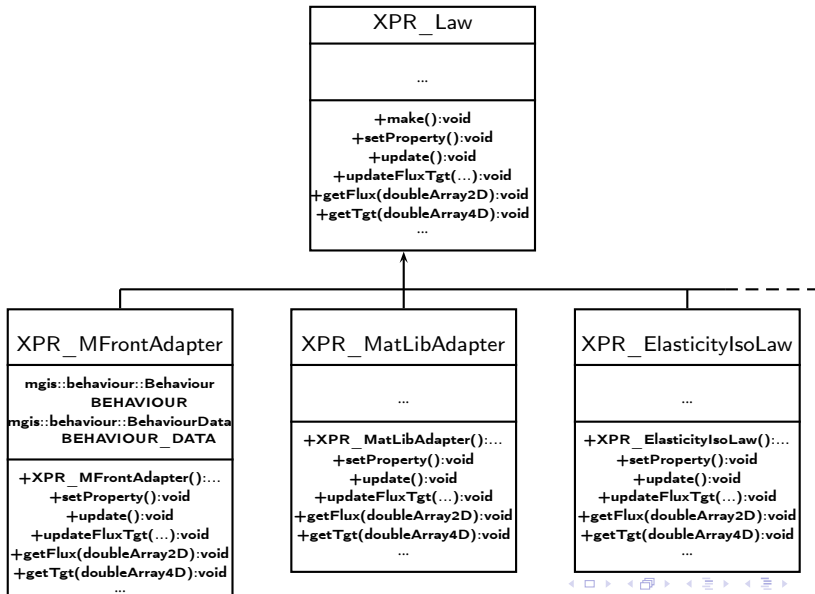 XPR_Law
...
+make():void
+setProperty():void
+update():void
+updateFluxTgt(...):void
+getFlux(doubleArray2D):void
+getTgt(doubleArray4D):void
...
XPR_MFrontAdapter
mgis::behaviour::Behaviour
BEHAVIOUR
mgis::behaviour::BehaviourData
BEHAVIOUR_DATA
+XPR_MFrontAdapter():...
+setProperty():void
+update():void
+updateFluxTgt(...):void
+getFlux(doubleArray2D):void
+getTgt(doubleArray4D):void
...
XPR_MatLibAdapter
...
+XPR_MatLibAdapter():...
+setProperty():void
+update():void
+updateFluxTgt(...):void
+getFlux(doubleArray2D):void
+getTgt(doubleArray4D):void
...
XPR_ElasticityIsoLaw
...
+XPR_ElasticityIsoLaw():...
+setProperty():void
+update():void
+updateFluxTgt(...):void
+getFlux(doubleArray2D):void
+getTgt(doubleArray4D):void
...